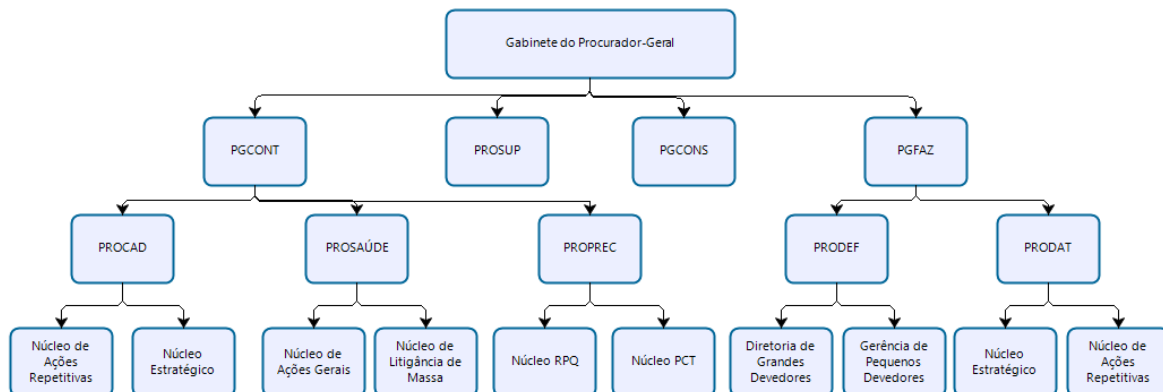 Gabinete do Procurador-Geral
PGCONT
PROSUP
PGCONS
PGFAZ
PROCAD
PROSAÚDE
PROPREC
PRODEF
PRODAT
Núcleo de
Ações
Repetitivas
Núcleo
Estratégico
Núcleo de
Ações Gerais
Núcleo de
Litigância de
Massa
Núcleo RPQ
Núcleo PCT
Diretoria de
Grandes
Devedores
Gerência de
Pequenos
Devedores
Núcleo
Estratégico
Núcleo de
Ações
Repetitivas